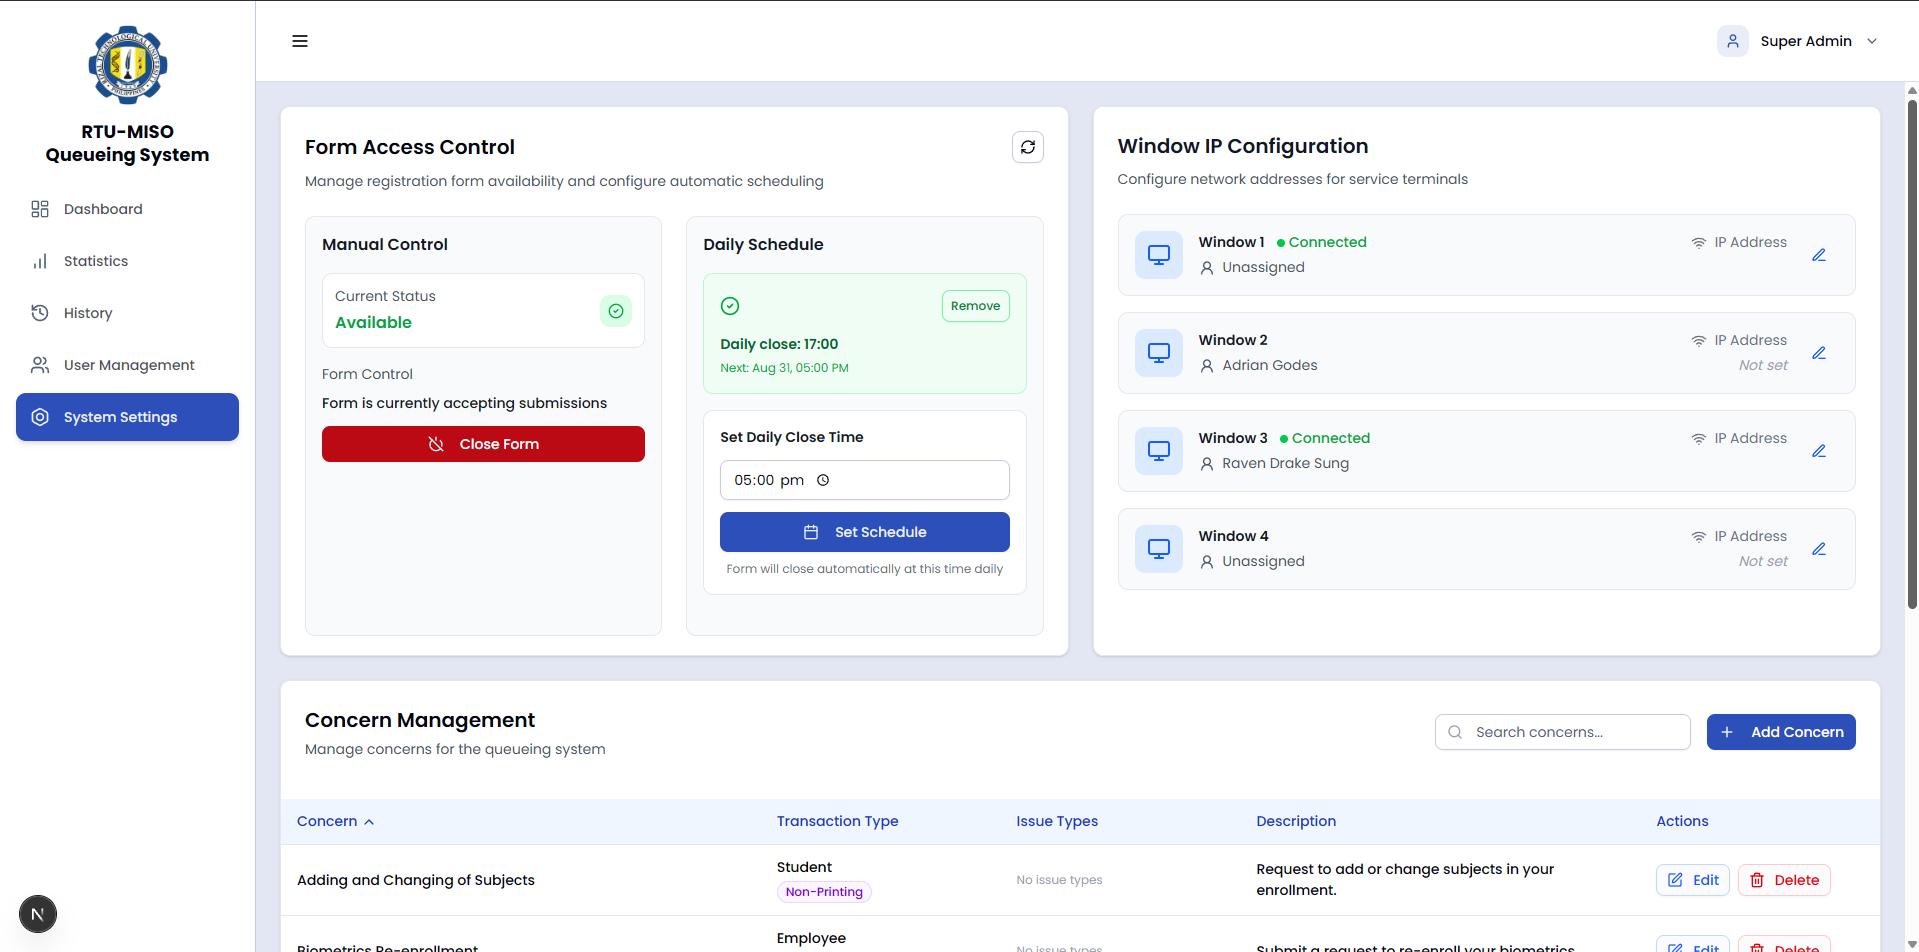 RTU-MISO
Queueing System
Dashboard
Statistics
History
User Management
System Settings
N
Super Admin
Form Access Control
Manage registration form availability and configure automatic scheduling
Manual Control
Current Status
Available
Form Control
Form is currently accepting submissions
Close Form
Daily Schedule
Remove
Daily close: 17:00
Next: Aug 31, 05:00 PM
Set Daily Close Time
05:00 pm
Set Schedule
Form will close automatically at this time daily
Window IP Configuration
Configure network addresses for service terminals
Window 1 Connected
Unassigned
IP Address
Window 2
Adrian Godes
IP Address
Not set
Window 3 Connected
Raven Drake Sung
IP Address
Window 4
Unassigned
IP Address
Not set
Concern Management
Manage concerns for the queueing system
Search concerns...
Add Concern
Concern Transaction Type Issue Types Description Actions
Adding and Changing of Subjects
Student
Non-Printing
No issue types
Request to add or change subjects in your
enrollment.
Edit Delete
Biometrics Re-enrollment
Employee
No issue types
Submit a request to re-enroll your biometrics
Edit Delete